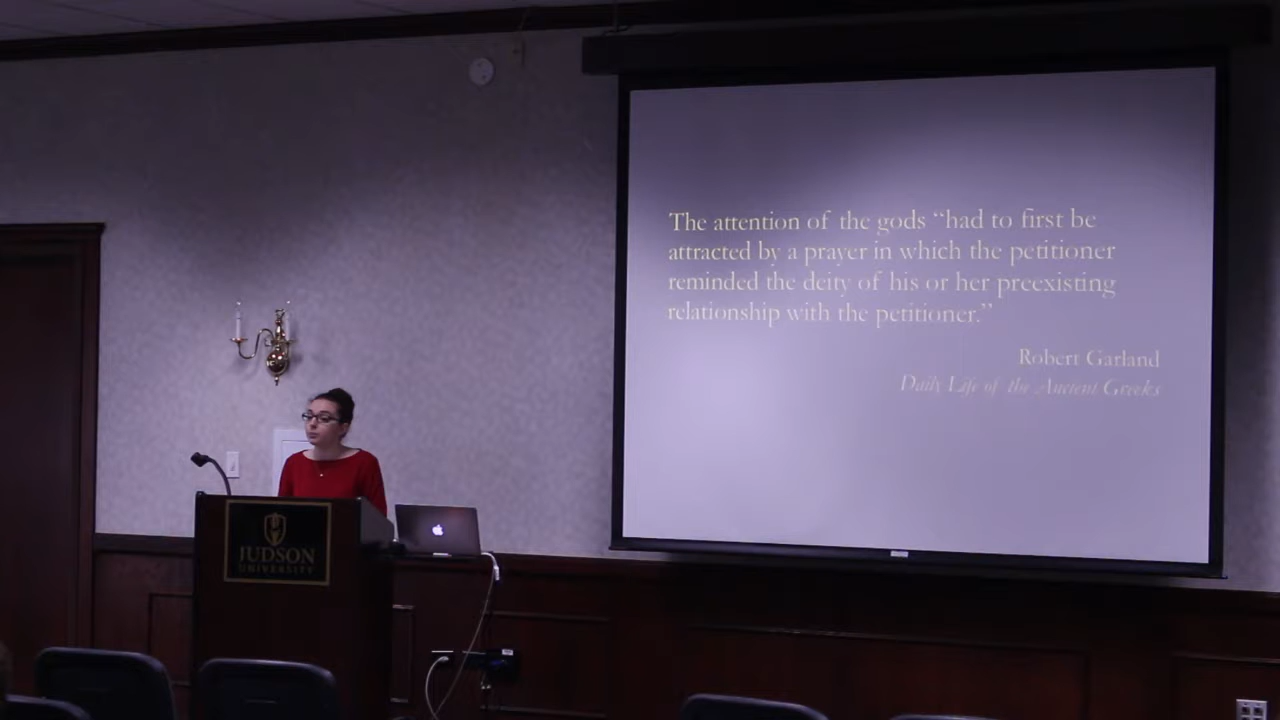 The attention of the gods “had to first be
attracted by a prayer in which the petitioner
reminded the deity of his or her preexisting
relationship with the petitioner.”
Robert Garland
Daily Life of the Ancient Greeks
JUDSON
UNIVERSITY